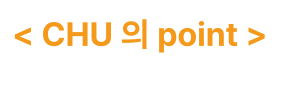 < CHU 의 point >